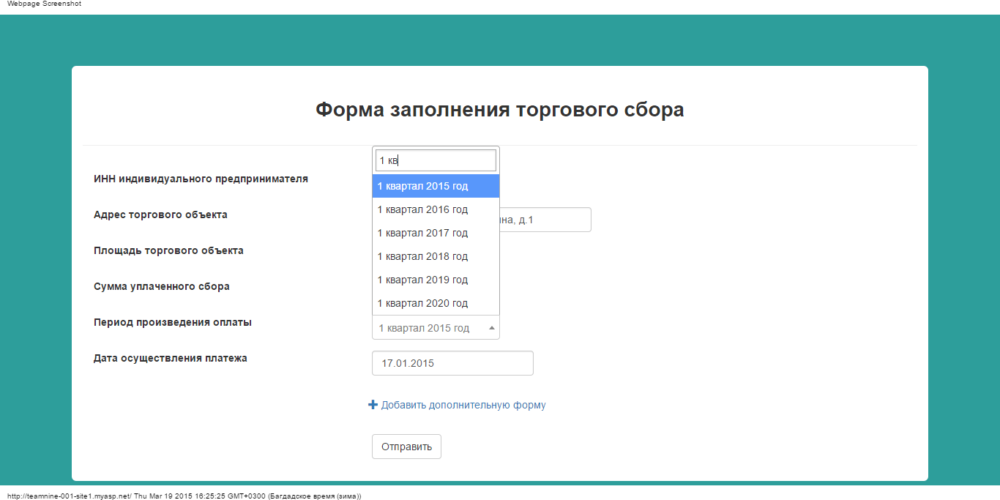 Webpage Screenshot
Форма заполнения торгового сбора
1 кв
ИНН индивидуального предпринимателя
1 квартал 2015 год
1 квартал 2016 год
Адрес торгового объекта
д.1
1 квартал 2017 год
Площадь торгового объекта
1 квартал 2018 год
1 квартал 2019 год
Сумма уплаченного сбора
1 квартал 2020 год
Период произведения оплаты
1 квартал 2015 год
Дата осуществления платежа
17.01.2015
Добавить дополнительную форму
Отправить
http://teamnine-001-site1.myasp.net/ Thu Mar 19 2015 16:25:25 GMT+0300 (Багдадское время (зима))